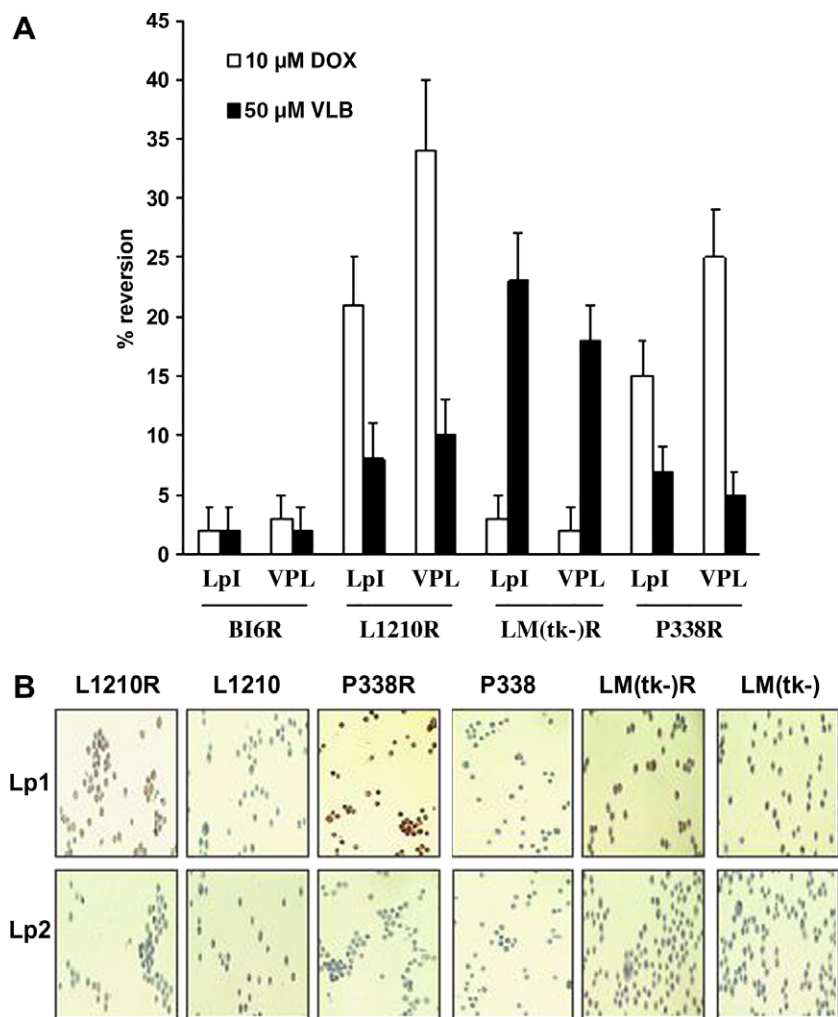 A
45
40
35
30
25
20
15
10
5
0
% reversion
10 µM DOX
50 µM VLB
LpI VPL LpI VPL LpI VPL LpI VPL
BI6R L1210R LM(tk-)R P338R
B
L1210R L1210 P338R P338 LM(tk-)R LM(tk-)
Lp1
Lp2